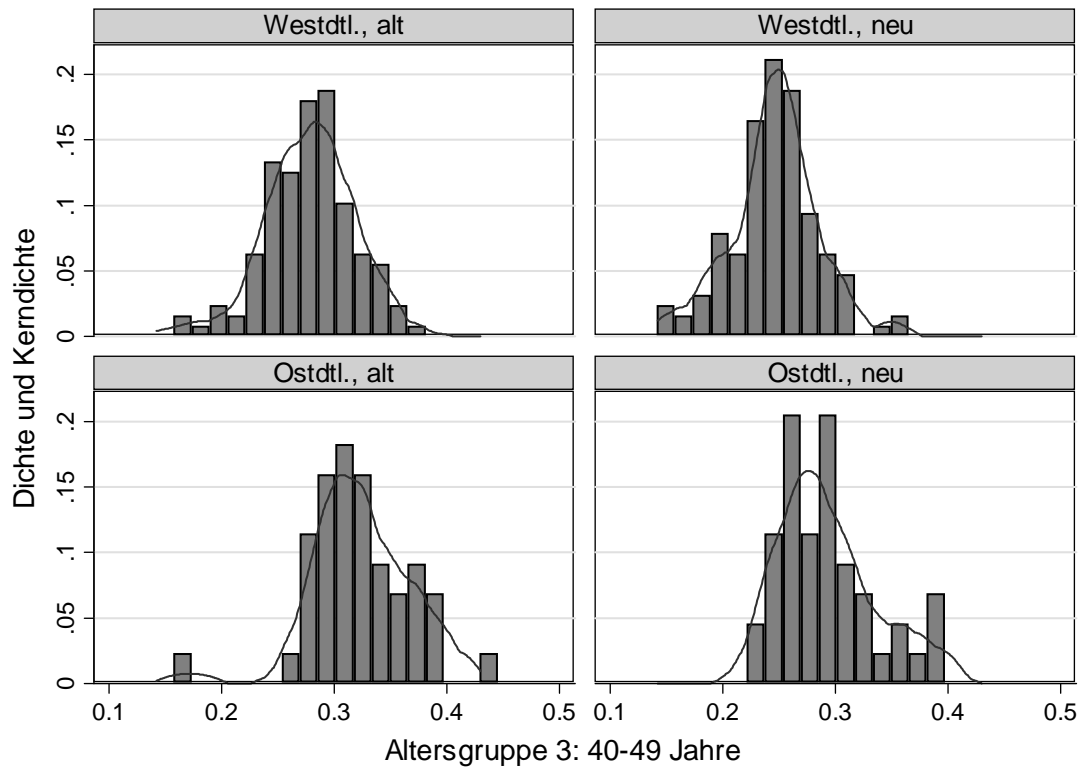 Westdtl., alt
Westdtl., neu
.2
.15
.1
.05
0
Ostdtl., alt
Ostdtl., neu
.2
.15
.1
.05
0
0.1 0.2 0.3 0.4 0.5
0.1 0.2 0.3 0.4 0.5
Dichte und Kerndichte
Altersgruppe 3: 40-49 Jahre